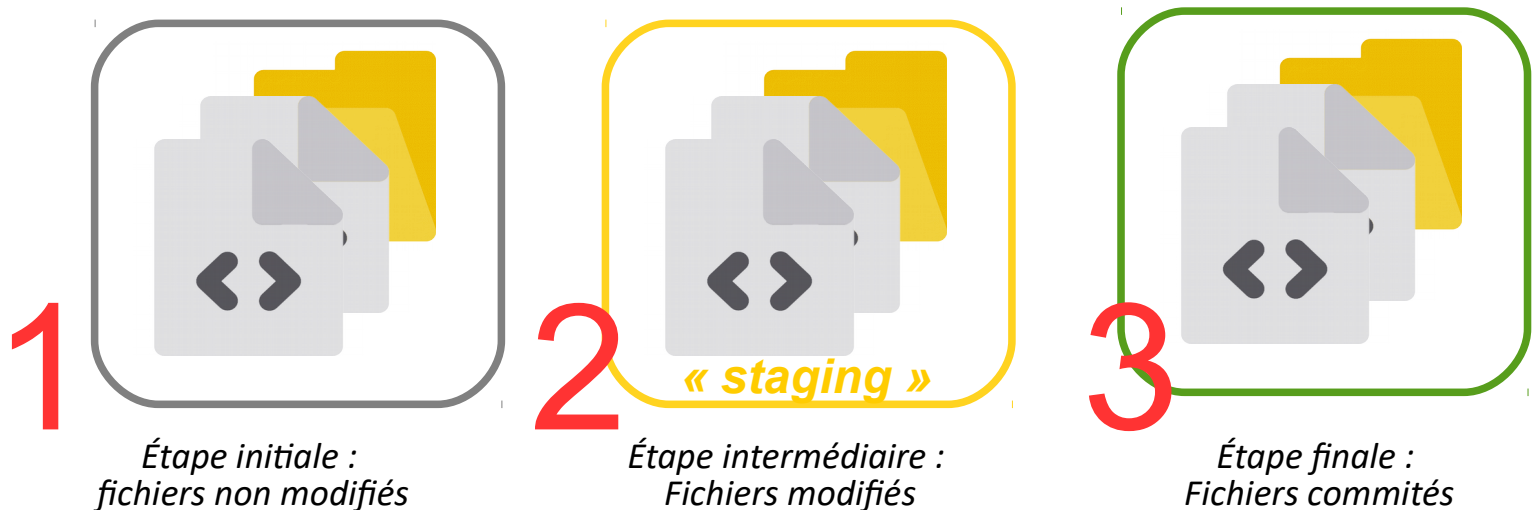 1
2
3
« staging »
Étape initiale :
fichiers non modifiés
Étape intermédiaire :
Fichiers modifiés
Étape finale :
Fichiers commités